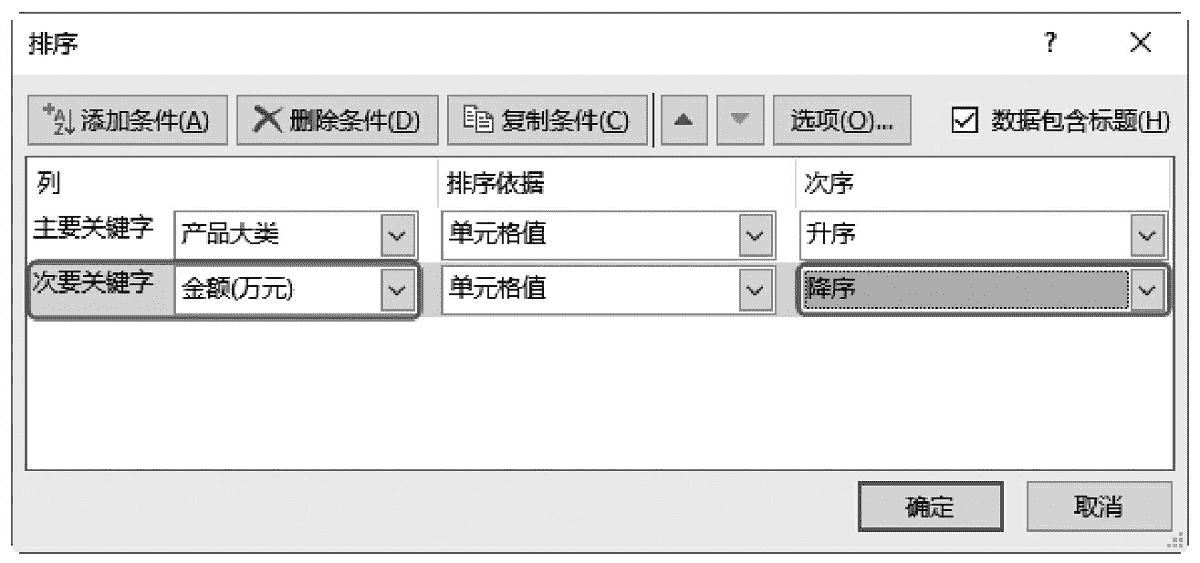 排序 ?
添加条件(A) 删除条件(D) 复制条件(C) 选项(O)... 数据包含标题(H)
列 排序依据 次序
主要关键字 产品大类 单元格值 升序
次要关键字 金额(万元) 单元格值 降序
确定 取消